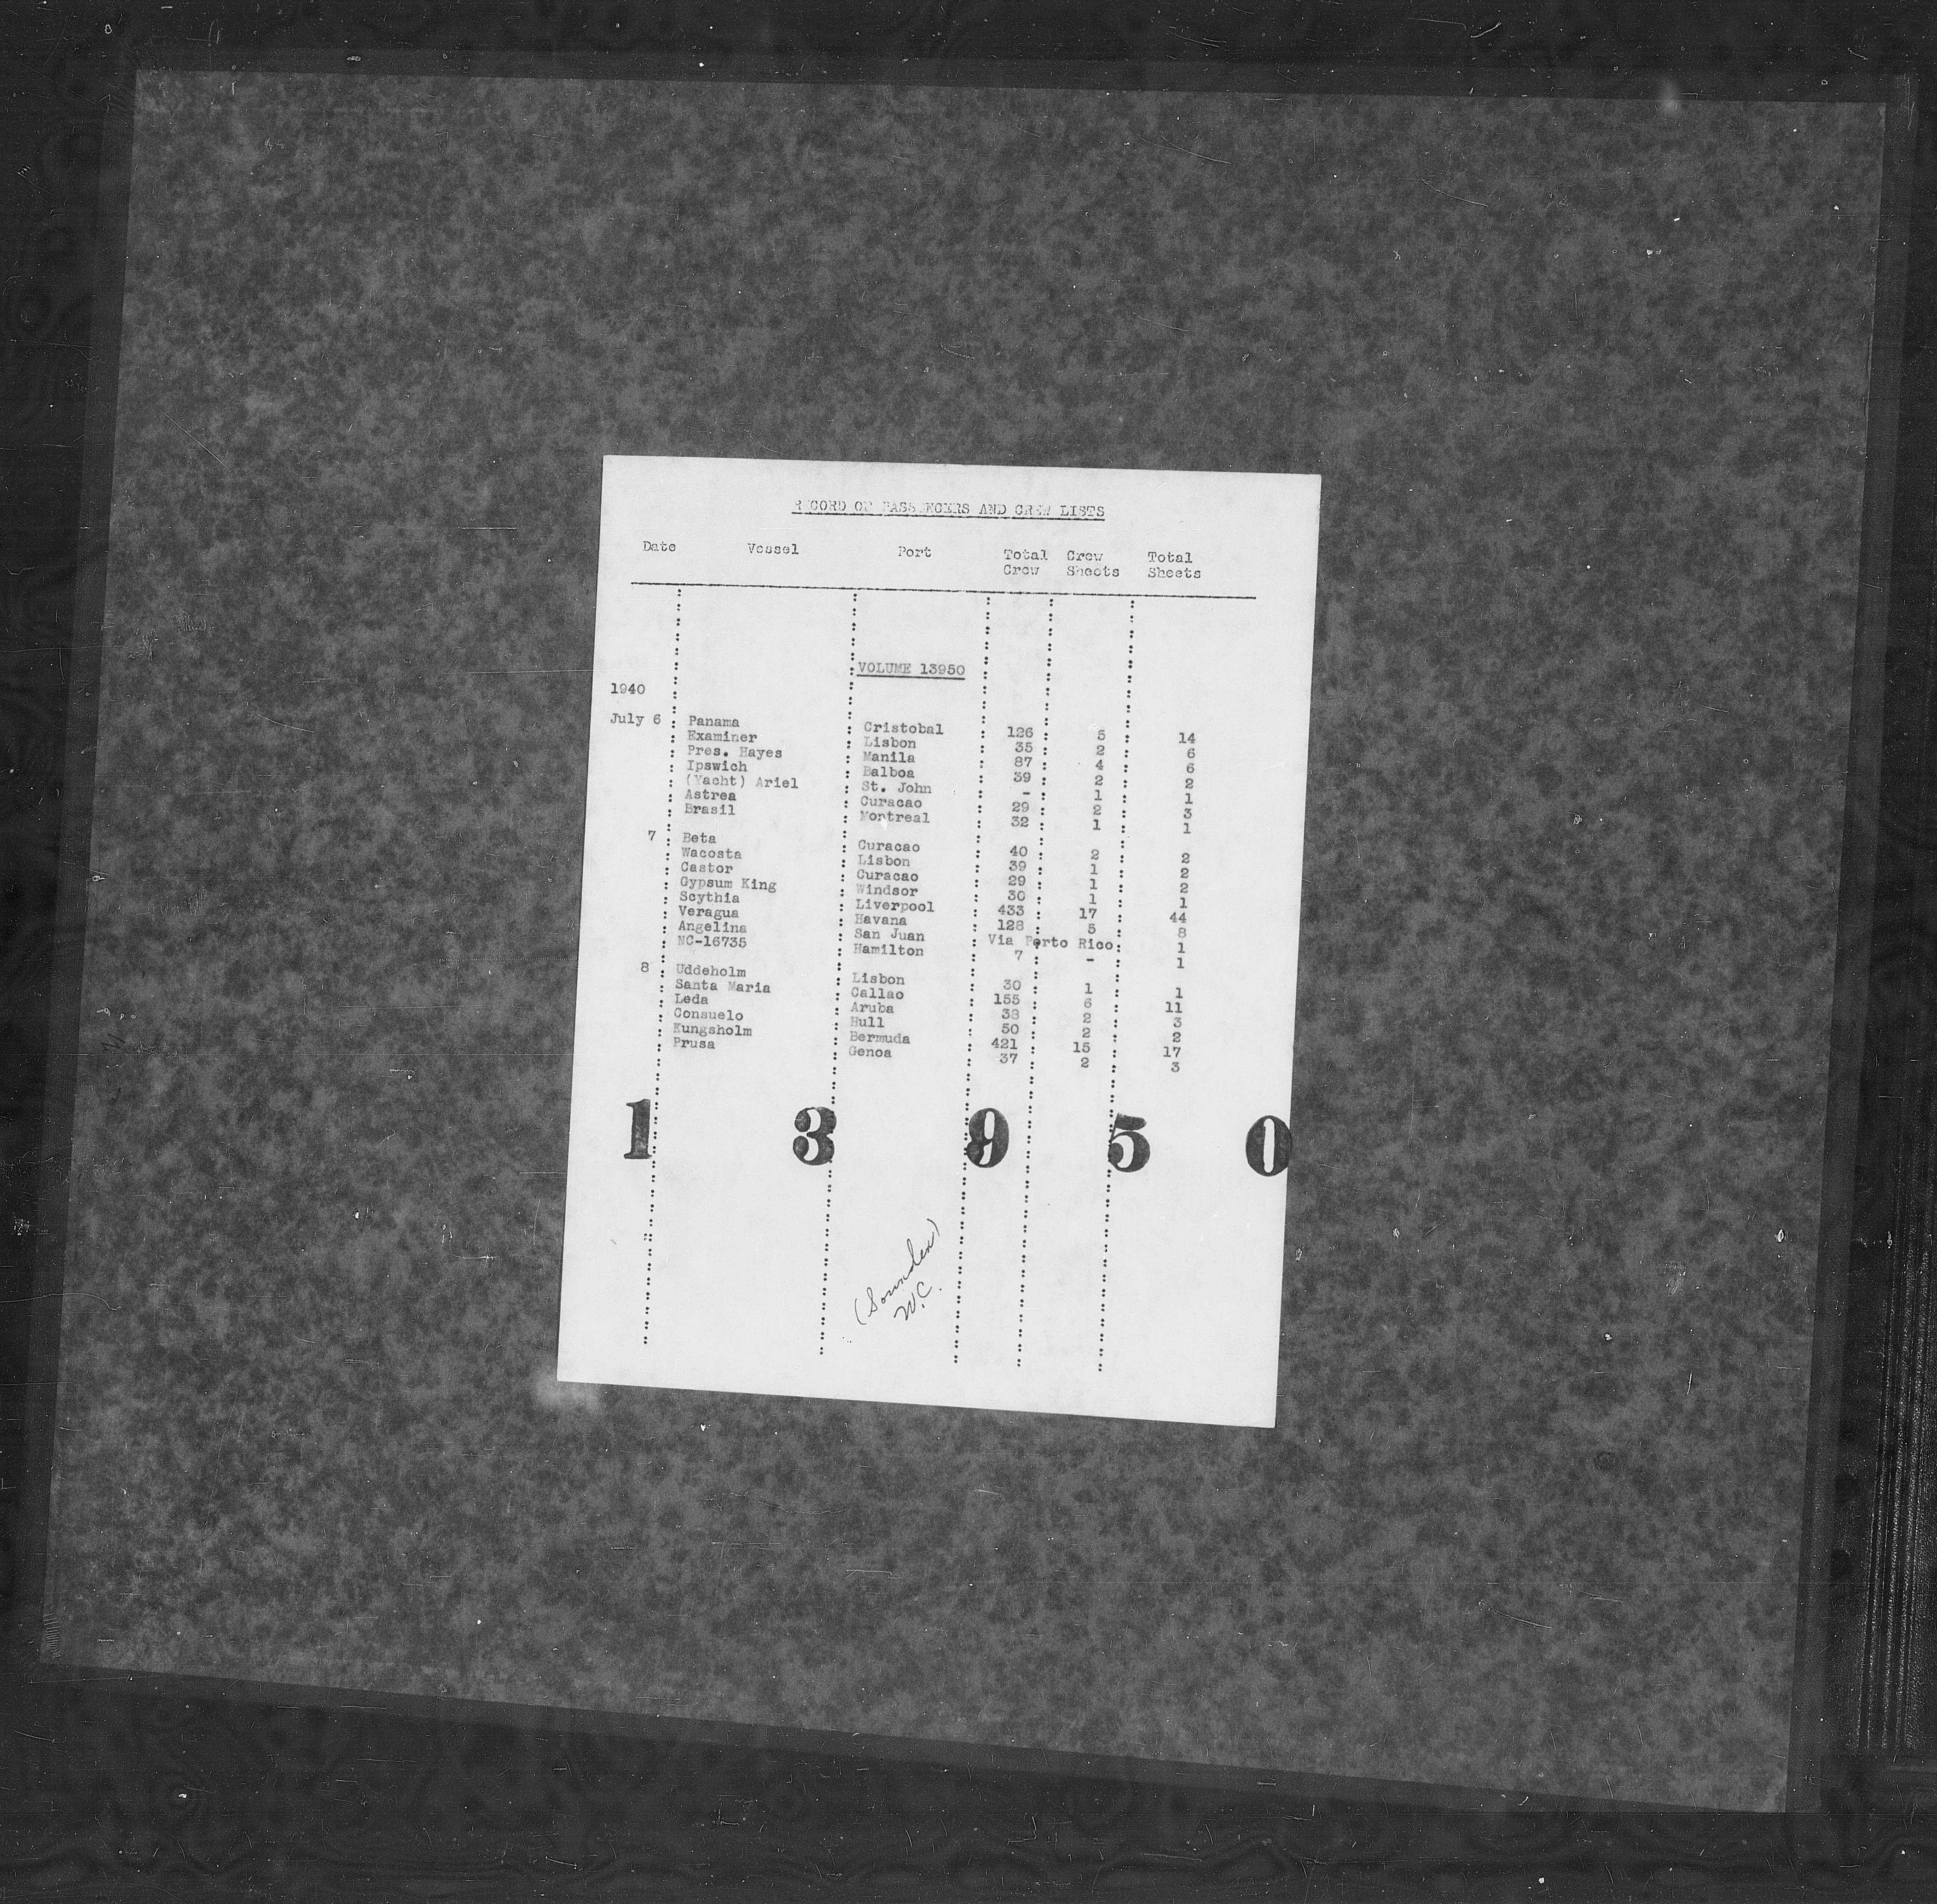 RECORD OF PASSENGERS AND CREW LISTS
Date Vessel Port Total Crew Crew Sheets Total Sheets
VOLUME 13950
1940
July 6 Panama Cristobal 126 5 14
Examiner Lisbon 35 2 6
Pres. Hayes Manila 87 4 6
Ipswich Balboa 39 2 2
(Yacht) Ariel St. John - 1 1
Astrea Curacao 29 2 3
Brasil Montreal 32 1 1
7 Beta Curacao 40 2 2
Wacosta Lisbon 39 1 2
Castor Curacao 29 1 2
Gypsum King Windsor 30 1 1
Scythia Liverpool 433 17 44
Veragua Havana 128 5 8
Angelina San Juan Via Porto Rico 1
NC-16735 Hamilton 7 - 1
8 Uddeholm Lisbon 30 1 1
Santa Maria Callao 155 6 11
Leda Aruba 38 2 3
Consuelo Hull 50 2 2
Kungsholm Bermuda 421 15 17
Prusa Genoa 37 2 3
1 3 9 5 0
(Soundex)
W.C.